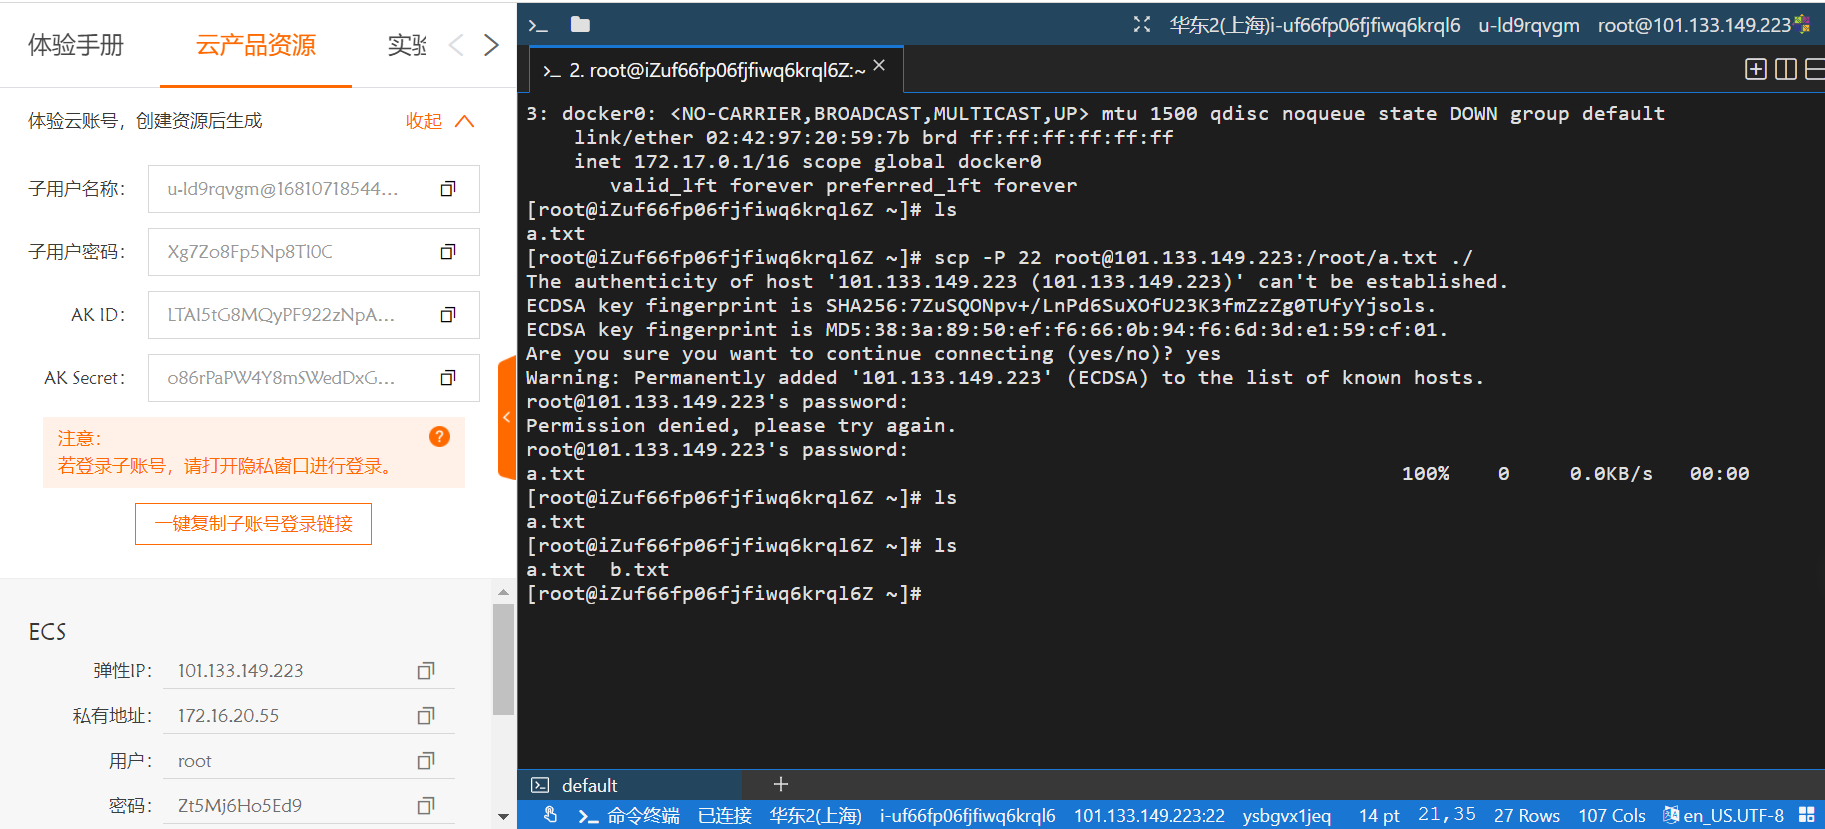 体验手册 云产品资源 实验
体验云账号，创建资源后生成 收起
子用户名称： u-ld9rqvgm@16810718544...
子用户密码： Xg7Zo8Fp5Np8TI0C
AK ID： LTAI5tG8MQyPF922zNpA...
AK Secret： o86rPaPW4Y8mSWedDxG...
注意：
若登录子账号，请打开隐私窗口进行登录。
一键复制子账号登录链接
ECS
弹性IP： 101.133.149.223
私有地址： 172.16.20.55
用户： root
密码： Zt5Mj6Ho5Ed9
华东2(上海)i-uf66fp06fjfiwq6krql6 u-ld9rqvgm root@101.133.149.223
2. root@iZuf66fp06fjfiwq6krql6Z:~
3: docker0: <NO-CARRIER,BROADCAST,MULTICAST,UP> mtu 1500 qdisc noqueue state DOWN group default
link/ether 02:42:97:20:59:7b brd ff:ff:ff:ff:ff:ff
inet 172.17.0.1/16 scope global docker0
valid_lft forever preferred_lft forever
[root@iZuf66fp06fjfiwq6krql6Z ~]# ls
a.txt
[root@iZuf66fp06fjfiwq6krql6Z ~]# scp -P 22 root@101.133.149.223:/root/a.txt ./
The authenticity of host '101.133.149.223 (101.133.149.223)' can't be established.
ECDSA key fingerprint is SHA256:7ZuSQONpv+/LnPd6SuXOfU23K3fmZzZg0TUfyYjsols.
ECDSA key fingerprint is MD5:38:3a:89:50:ef:f6:66:0b:94:f6:6d:3d:e1:59:cf:01.
Are you sure you want to continue connecting (yes/no)? yes
Warning: Permanently added '101.133.149.223' (ECDSA) to the list of known hosts.
root@101.133.149.223's password:
Permission denied, please try again.
root@101.133.149.223's password:
a.txt 100% 0 0.0KB/s 00:00
[root@iZuf66fp06fjfiwq6krql6Z ~]# ls
a.txt
[root@iZuf66fp06fjfiwq6krql6Z ~]# ls
a.txt b.txt
[root@iZuf66fp06fjfiwq6krql6Z ~]#
default
命令终端 已连接 华东2(上海) i-uf66fp06fjfiwq6krql6 101.133.149.223:22 ysbgvx1jeq 14 pt 21,35 27 Rows 107 Cols en_US.UTF-8